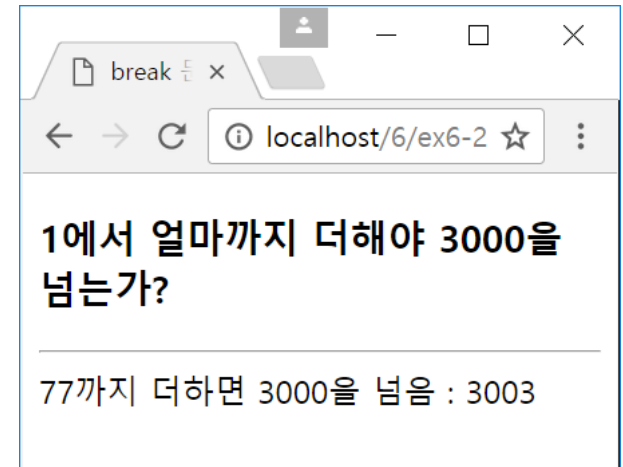 break
localhost/6/ex6-2
1에서 얼마까지 더해야 3000을
넘는가?
77까지 더하면 3000을 넘음 : 3003